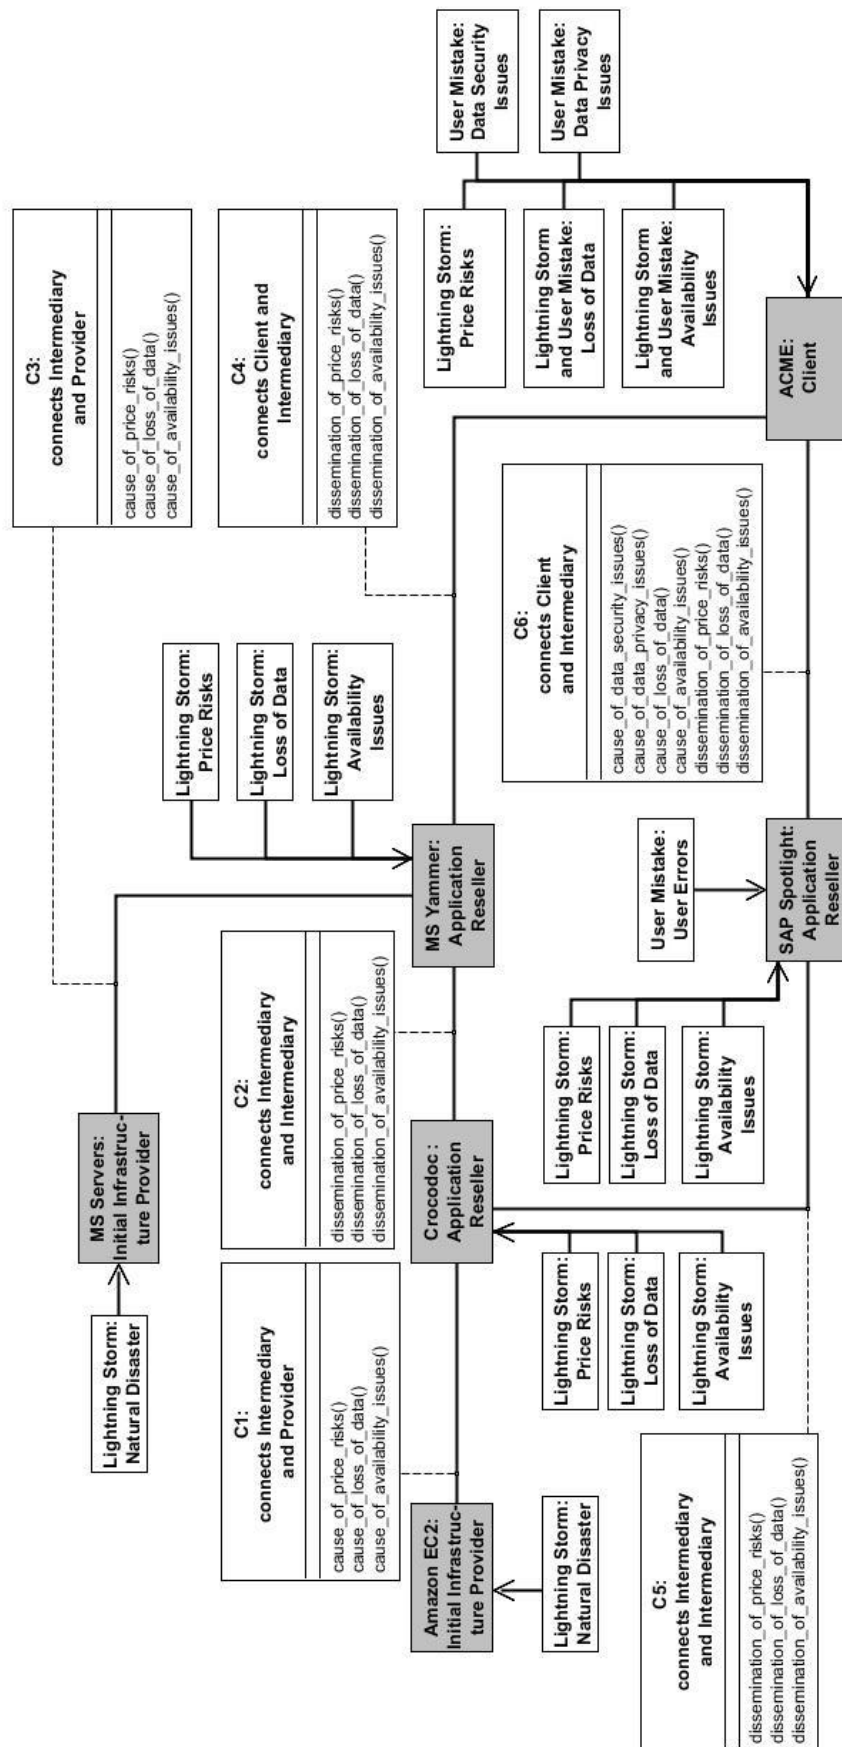 C3:
connects Intermediary
and Provider
cause_of_price_risks()
cause_of_loss_of_data()
cause_of_availability_issues()
MS Servers:
Initial Infrastruc-
ture Provider
Lightning Storm:
Natural Disaster
C1:
connects Intermediary
and Provider
cause_of_price_risks()
cause_of_loss_of_data()
cause_of_availability_issues()
C2:
connects Intermediary
and Intermediary
dissemination_of_price_risks()
dissemination_of_loss_of_data()
dissemination_of_availability_issues()
Lightning Storm:
Price Risks
Lightning Storm:
Loss of Data
Lightning Storm:
Availability
Issues
C4:
connects Client and
Intermediary
dissemination_of_price_risks()
dissemination_of_loss_of_data()
dissemination_of_availability_issues()
User Mistake:
Data Security
Issues
User Mistake:
Data Privacy
Issues
Lightning Storm:
Price Risks
Lightning Storm
and User Mistake:
Loss of Data
Lightning Storm
and User Mistake:
Availability
Issues
Amazon EC2:
Initial Infrastruc-
ture Provider
Crocodoc :
Application
Reseller
MS Yammer:
Application
Reseller
Lightning Storm:
Natural Disaster
Lightning Storm:
Price Risks
Lightning Storm:
Loss of Data
Lightning Storm:
Availability
Issues
Lightning Storm:
Price Risks
Lightning Storm:
Loss of Data
Lightning Storm:
Availability
Issues
User Mistake:
User Errors
C6:
connects Client
and Intermediary
cause_of_data_security_issues()
cause_of_data_privacy_issues()
cause_of_loss_of_data()
cause_of_availability_issues()
dissemination_of_price_risks()
dissemination_of_loss_of_data()
dissemination_of_availability_issues()
C5:
connects Intermediary
and Intermediary
dissemination_of_price_risks()
dissemination_of_loss_of_data()
dissemination_of_availability_issues()
SAP Spotlight:
Application
Reseller
ACME:
Client